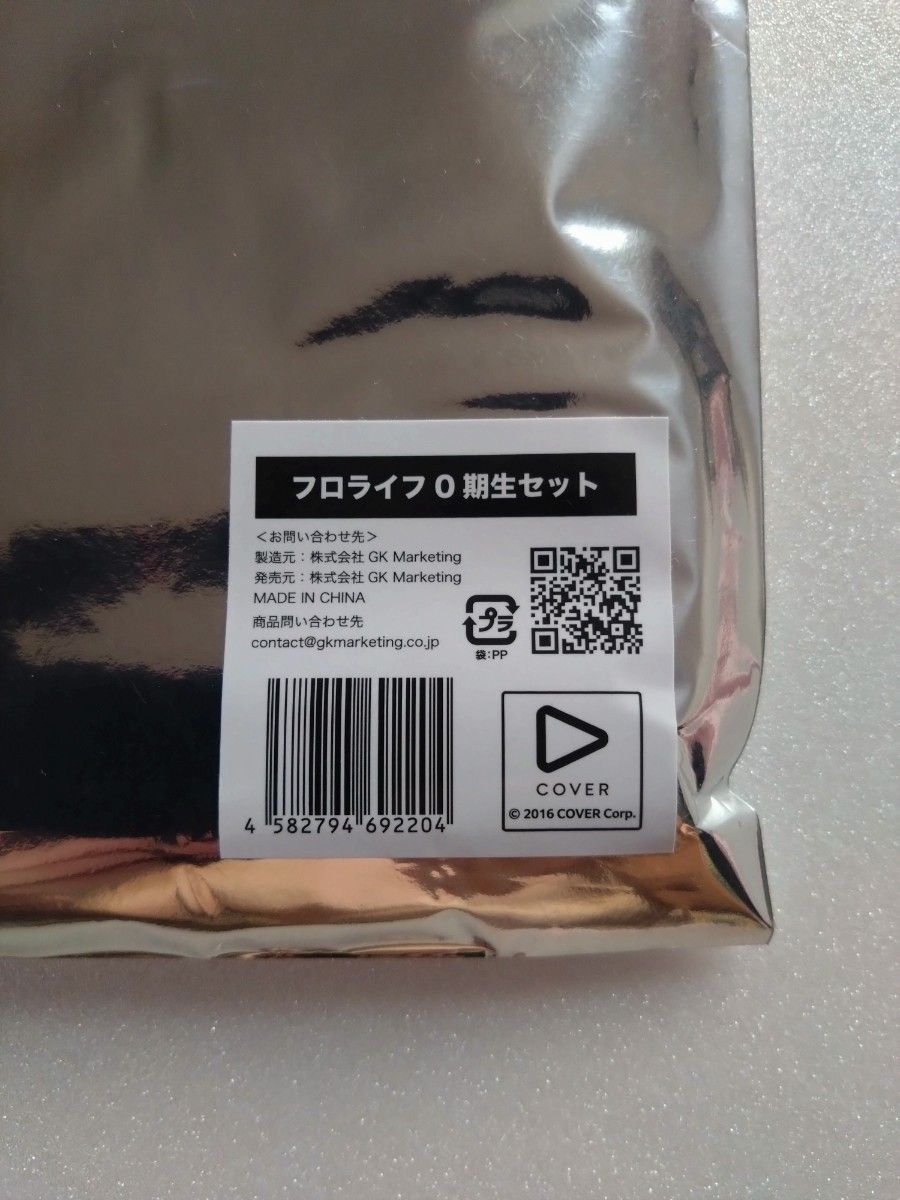 フロライフ0期生セット
＜お問い合わせ先＞
製造元：株式会社 GK Marketing
発売元：株式会社 GK Marketing
MADE IN CHINA
商品問い合わせ先
contact@gkmarketing.co.jp
プラ
袋:PP
4 582794 692204
COVER
© 2016 COVER Corp.